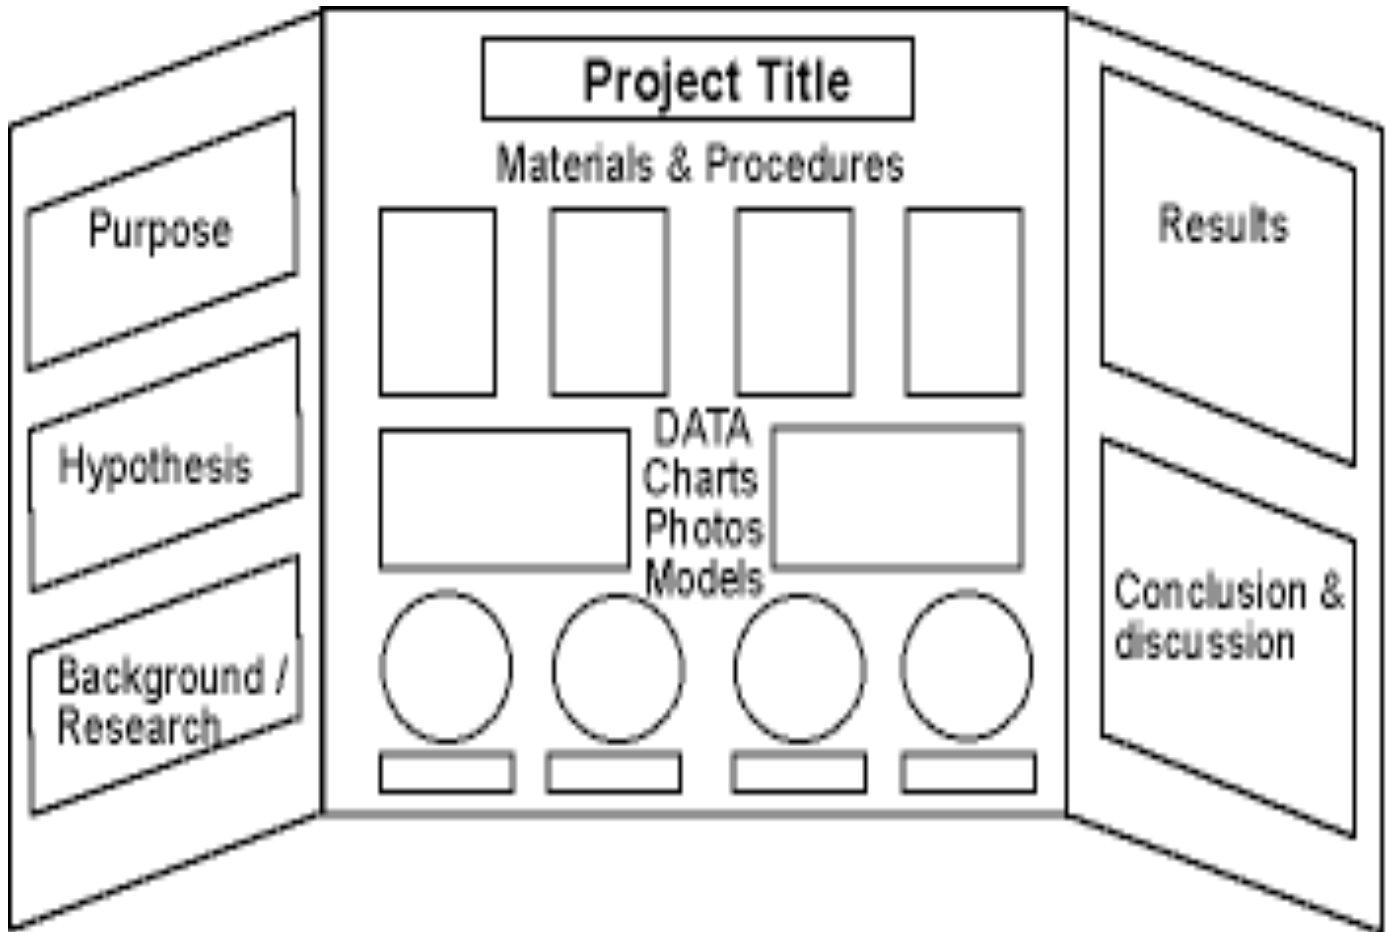 Purpose
Hypothesis
Background /
Research
Project Title
Materials & Procedures
DATA
Charts
Photos
Models
Results
Conclusion &
discussion